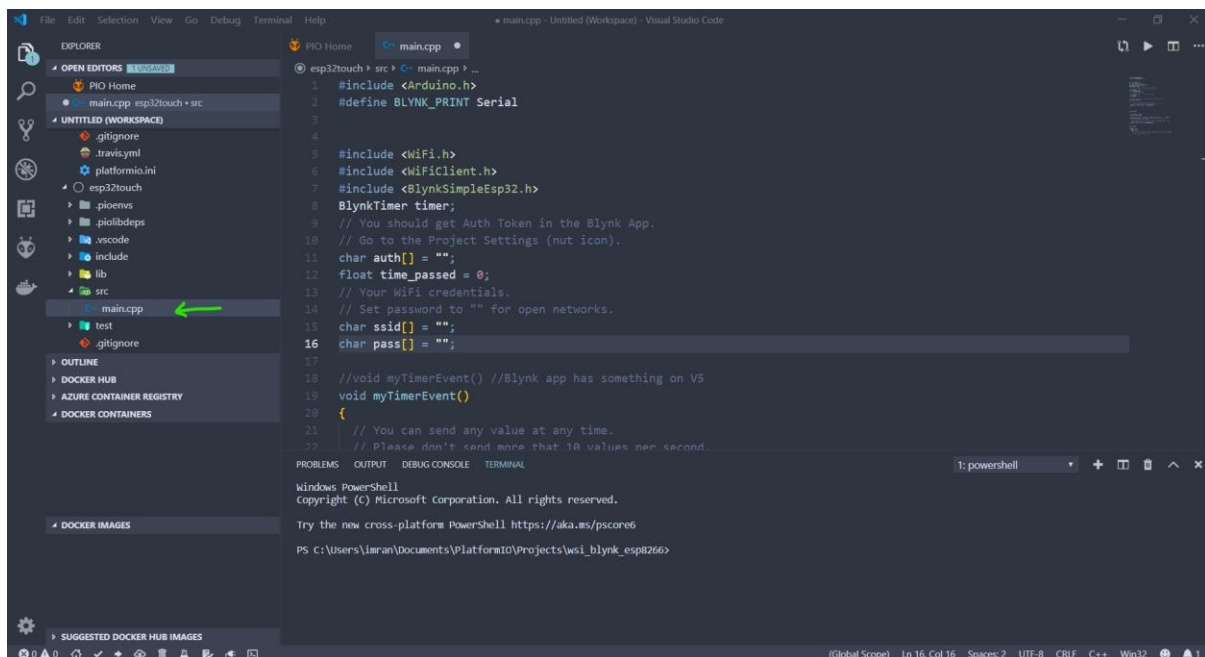 File Edit Selection View Go Debug Terminal Help
● main.cpp - Untitled (Workspace) - Visual Studio Code
EXPLORER
OPEN EDITORS 1 UNSAVED
PIO Home
main.cpp esp32touch • src
UNTITLED (WORKSPACE)
.gitignore
.travis.yml
platformio.ini
esp32touch
.pioenvs
.piolibdeps
.vscode
include
lib
src
main.cpp
test
.gitignore
OUTLINE
DOCKER HUB
AZURE CONTAINER REGISTRY
DOCKER CONTAINERS
DOCKER IMAGES
SUGGESTED DOCKER HUB IMAGES
PIO Home main.cpp
esp32touch src main.cpp ...
1 #include <Arduino.h>
2 #define BLYNK_PRINT Serial
3
4
5 #include <WiFi.h>
6 #include <WiFiClient.h>
7 #include <BlynkSimpleEsp32.h>
8 BlynkTimer timer;
9 // You should get Auth Token in the Blynk App.
10 // Go to the Project Settings (nut icon).
11 char auth[] = "";
12 float time_passed = 0;
13 // Your WiFi credentials.
14 // Set password to "" for open networks.
15 char ssid[] = "";
16 char pass[] = "";
17
18 //void myTimerEvent() //Blynk app has something on V5
19 void myTimerEvent()
20 {
21 // You can send any value at any time.
22 // Please don't send more that 10 values per second.
PROBLEMS OUTPUT DEBUG CONSOLE TERMINAL
1: powershell
Windows PowerShell
Copyright (C) Microsoft Corporation. All rights reserved.
Try the new cross-platform PowerShell https://aka.ms/pscore6
PS C:\Users\imran\Documents\PlatformIO\Projects\wsi_blynk_esp8266>
0 0
(Global Scope) Ln 16, Col 16 Spaces: 2 UTF-8 CRLF C++ Win32 1